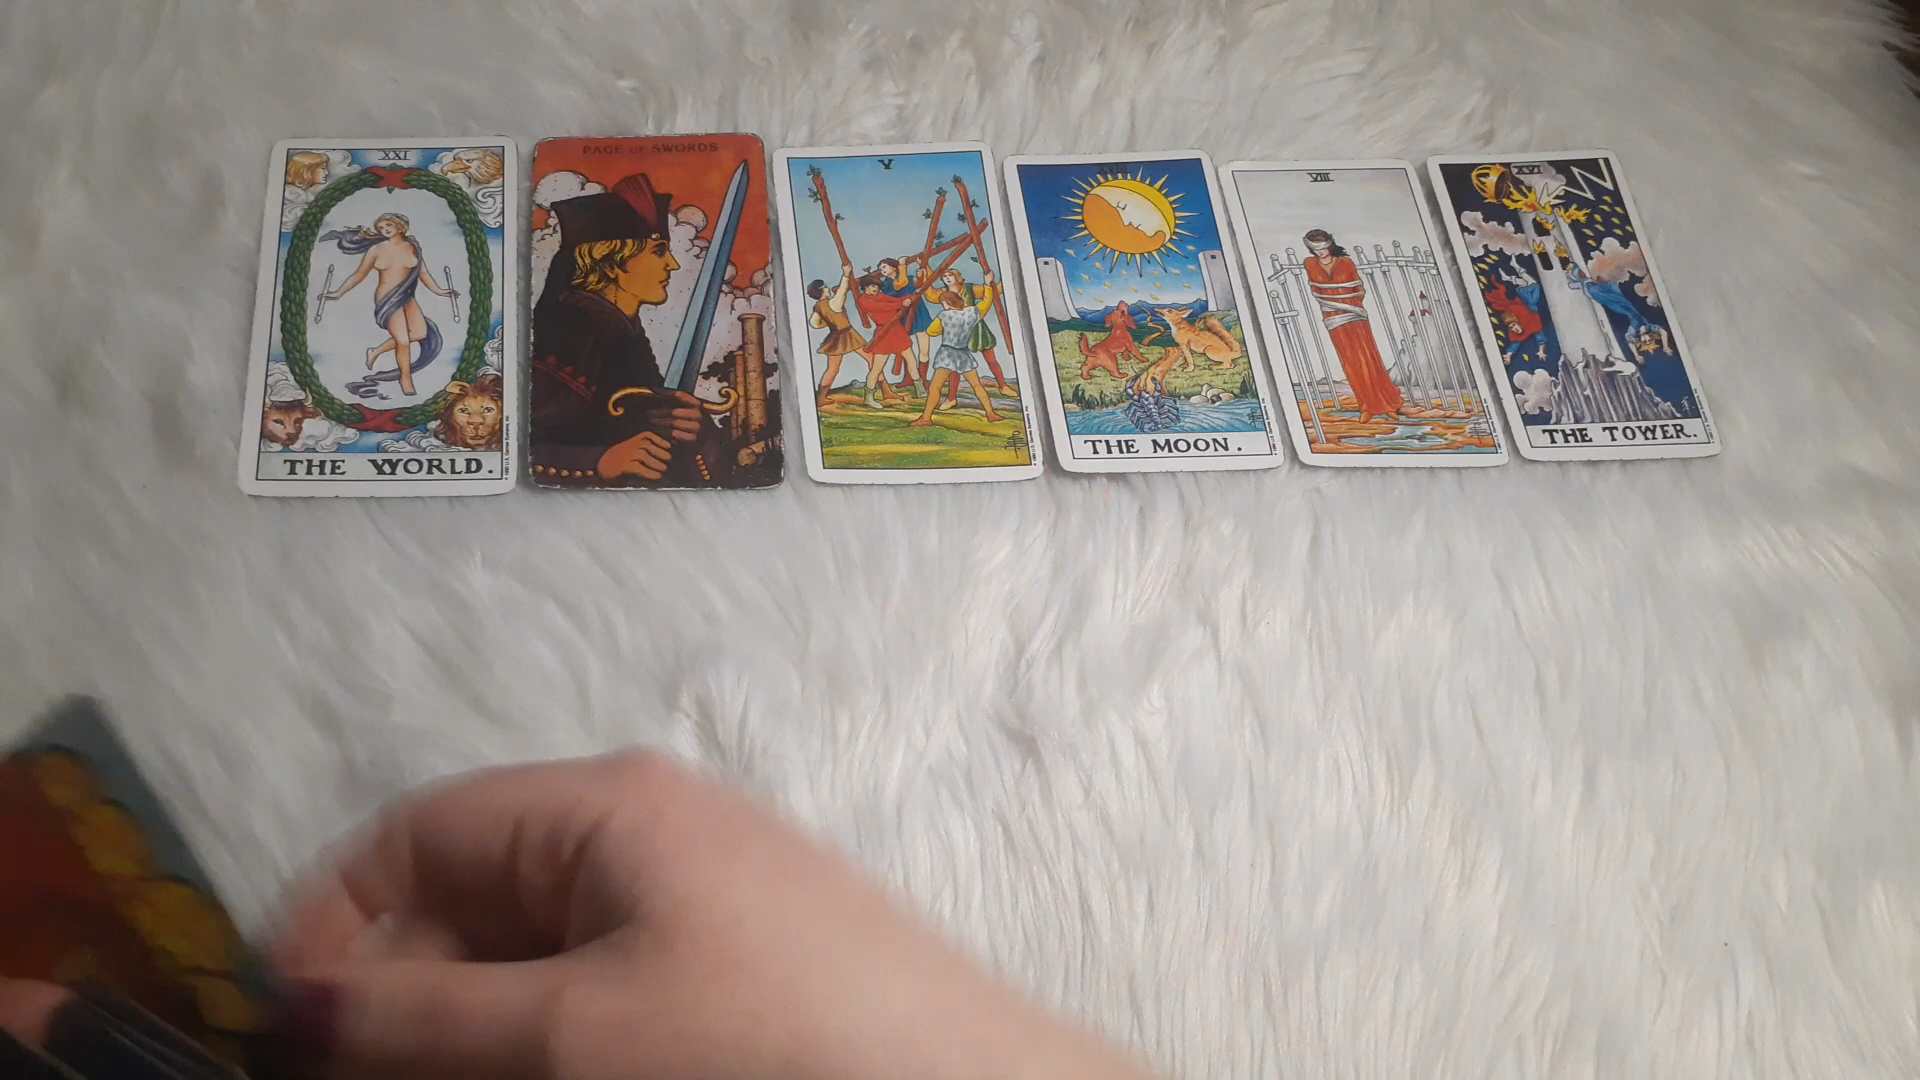 XXI
THE WORLD.
PAGE OF SWORDS
V
THE MOON.
VIII
XVI
THE TOWER.